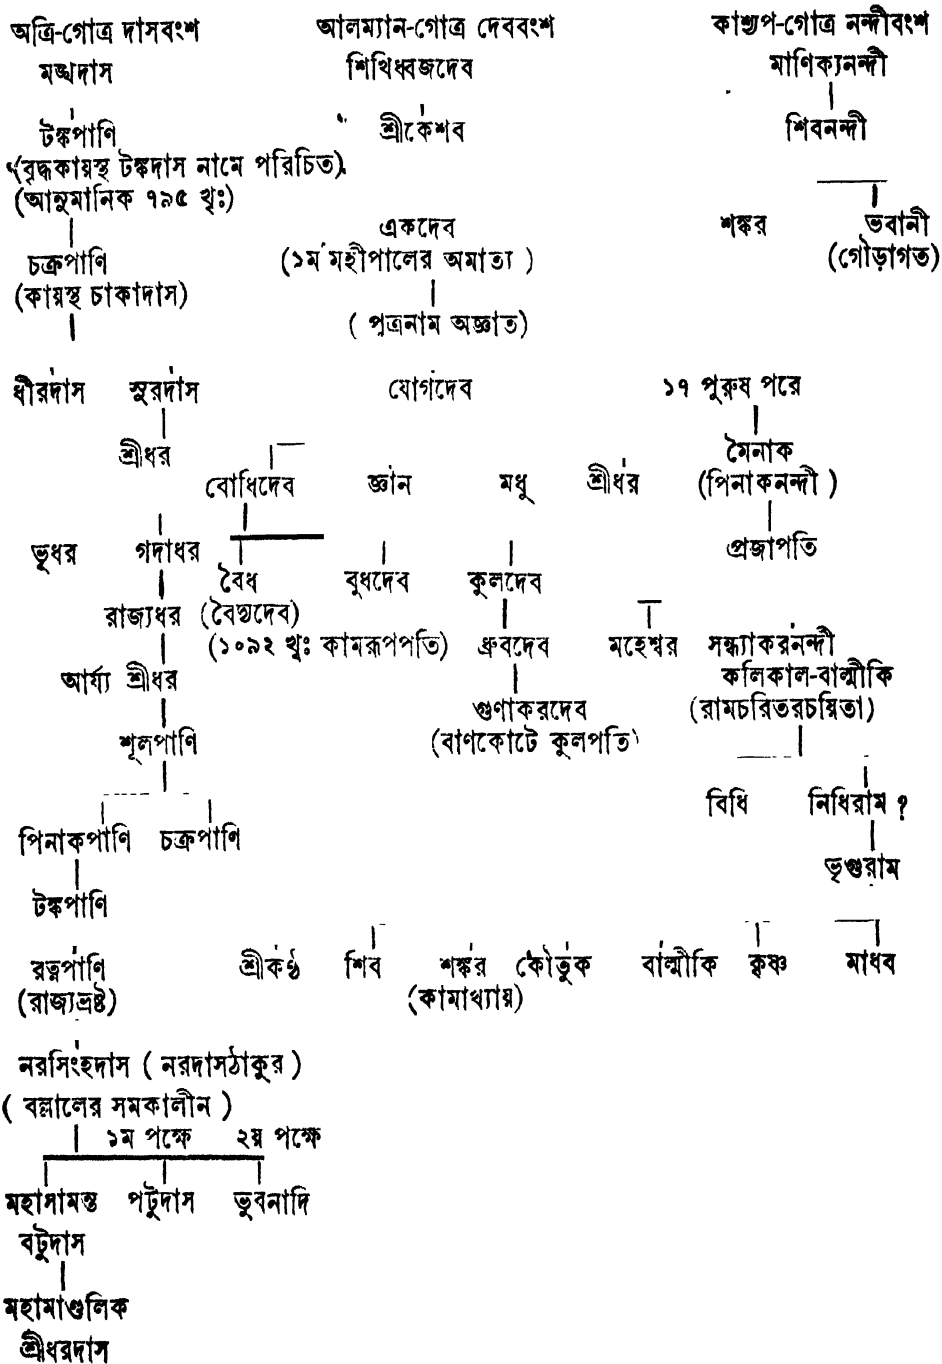 অত্রি-গোত্র দাসবংশ আলম্যান-গোত্র দেববংশ কাশ্যপ-গোত্র নন্দীবংশ
মঙ্খদাস শিখিধ্বজদেব মাণিক্যনন্দী
টঙ্কপাণি শ্রীকেশব শিবনন্দী
(বৃদ্ধকায়স্থ টঙ্কদাস নামে পরিচিত)
(আনুমানিক ৭৯৫ খৃঃ)
একদেব শঙ্কর ভবানী
চক্রপাণি (১ম মহীপালের অমাত্য) (গৌড়াগত)
(কায়স্থ চাকাদাস)
(পুত্রনাম অজ্ঞাত)
ধীরদাস সুরদাস যোগদেব ১৭ পুরুষ পরে
শ্রীধর মৈনাক
বোধিদেব জ্ঞান মধু শ্রীধর (পিনাকনন্দী)
ভূধর গদাধর প্রজাপতি
বৈধ বুধদেব কুলদেব
রাজ্যধর (বৈদ্যদেব)
(১০৯২ খৃঃ কামরূপপতি) ধ্রুবদেব মহেশ্বর সন্ধ্যাকরনন্দী
আর্য্য শ্রীধর কলিকাল-বাল্মীকি
গুণাকরদেব (রামচরিতরচয়িতা)
শূলপাণি (বাণকোটে কুলপতি)
বিধি নিধিরাম ?
পিনাকপাণি চক্রপাণি
ভৃগুরাম
টঙ্কপাণি
রত্নপাণি শ্রীকণ্ঠ শিব শঙ্কর কৌতুক বাল্মীকি কৃষ্ণ মাধব
(রাজ্যভ্রষ্ট) (কামাখ্যায়)
নরসিংহদাস (নরদাসঠাকুর)
(বল্লালের সমকালীন)
১ম পক্ষে ২য় পক্ষে
মহাসামন্ত পটুদাস ভুবনাদি
বটুদাস
মহামাণ্ডলিক
শ্রীধরদাস